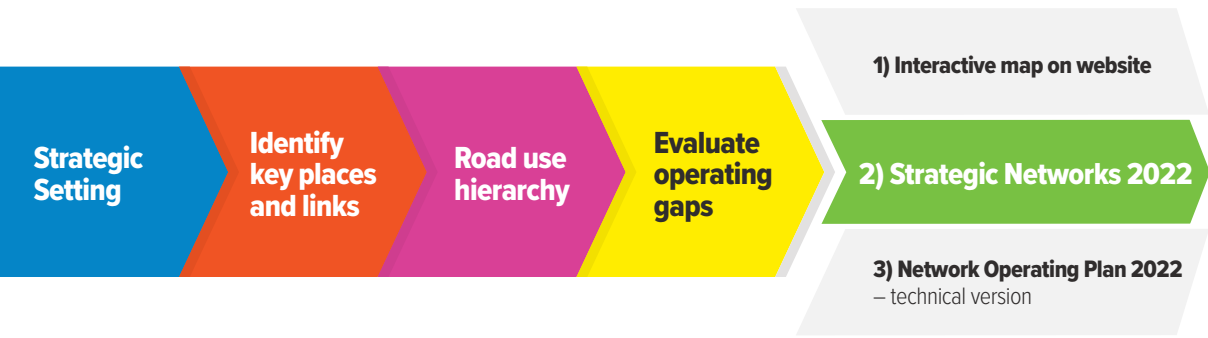 Strategic
Setting
Identify
key places
and links
Road use
hierarchy
Evaluate
operating
gaps
1) Interactive map on website
2) Strategic Networks 2022
3) Network Operating Plan 2022
– technical version